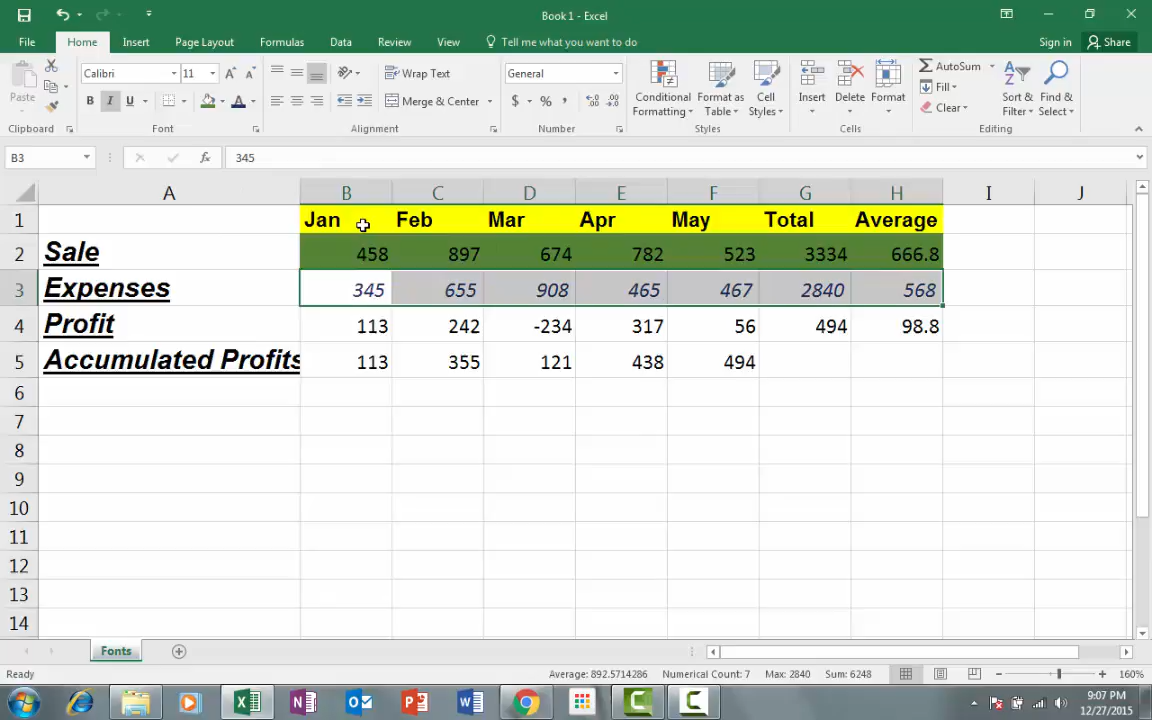 Book1 - Excel
File Home Insert Page Layout Formulas Data Review View Tell me what you want to do Sign in Share
Paste Calibri 11 Wrap Text General Conditional Formatting Format as Table Cell Styles Insert Delete Format AutoSum Fill Clear Sort & Filter Find & Select
B I U Merge & Center $ %
Clipboard Font Alignment Number Styles Cells Editing
B3 fx 345
A B C D E F G H I J
1 Jan Feb Mar Apr May Total Average
2 Sale 458 897 674 782 523 3334 666.8
3 Expenses 345 655 908 465 467 2840 568
4 Profit 113 242 -234 317 56 494 98.8
5 Accumulated Profits 113 355 121 438 494
6
7
8
9
10
11
12
13
14
Fonts
Ready Average: 892.5714286 Numerical Count: 7 Max: 2840 Sum: 6248 160%
9:07 PM
12/27/2015